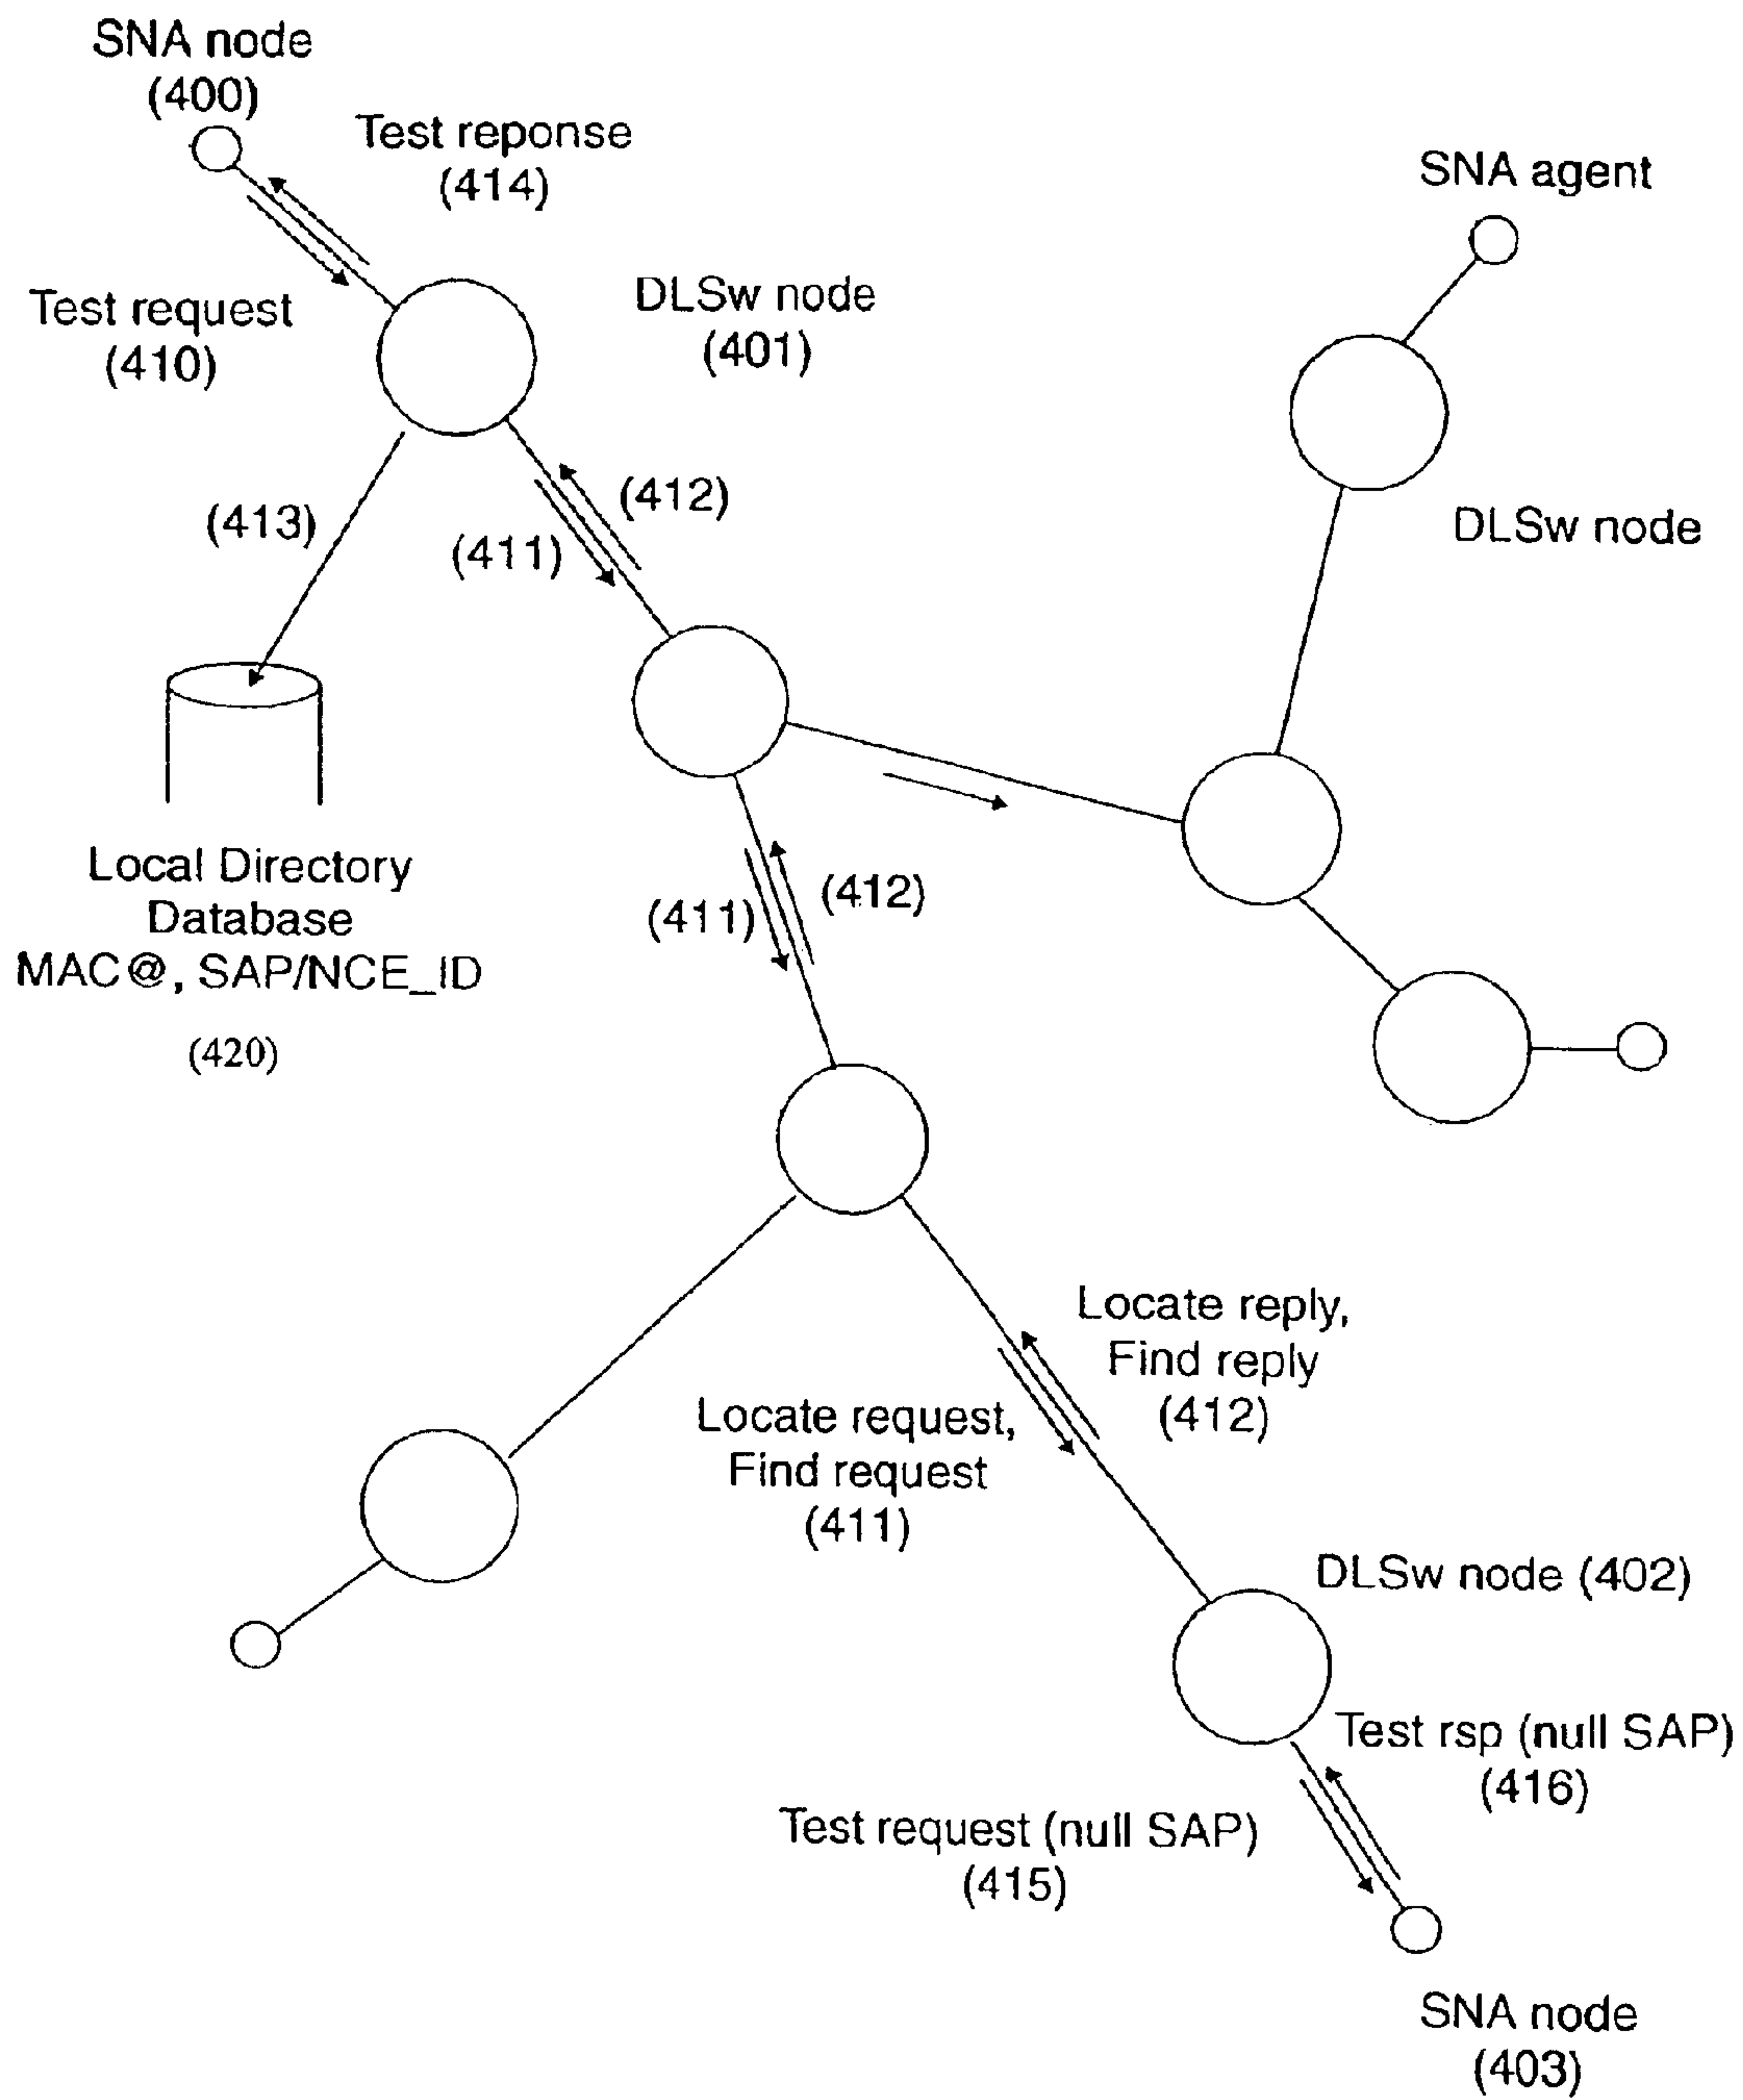 SNA node
(400)
Test reponse
(414)
SNA agent
Test request
(410)
DLSw node
(401)
(412)
(413)
(411)
DLSw node
Local Directory
Database
MAC@, SAP/NCE_ID
(420)
(412)
(411)
Locate reply,
Find reply
(412)
Locate request,
Find request
(411)
DLSw node (402)
Test rsp (null SAP)
(416)
Test request (null SAP)
(415)
SNA node
(403)